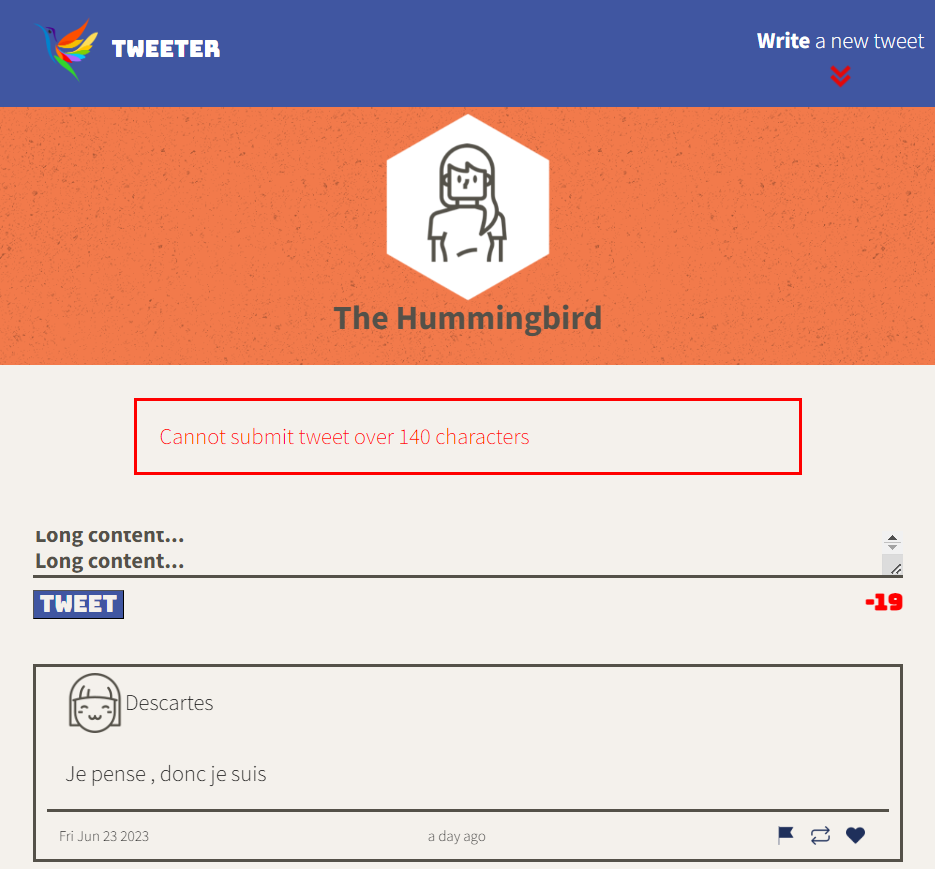 TWEETER
Write a new tweet
The Hummingbird
Cannot submit tweet over 140 characters
Long content...
Long content...
TWEET
-19
Descartes
Je pense , donc je suis
Fri Jun 23 2023
a day ago